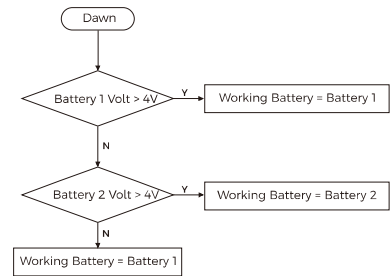 Dawn
Battery 1 Volt > 4V
Y
Working Battery = Battery 1
N
Battery 2 Volt > 4V
Y
Working Battery = Battery 2
N
Working Battery = Battery 1